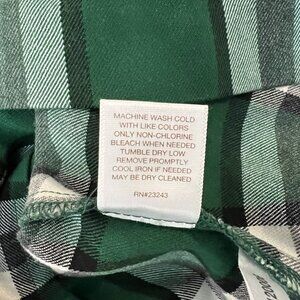 MACHINE WASH COLD
WITH LIKE COLORS
ONLY NON-CHLORINE
BLEACH WHEN NEEDED
TUMBLE DRY LOW
REMOVE PROMPTLY
COOL IRON IF NEEDED
MAY BE DRY CLEANED
RN#23243